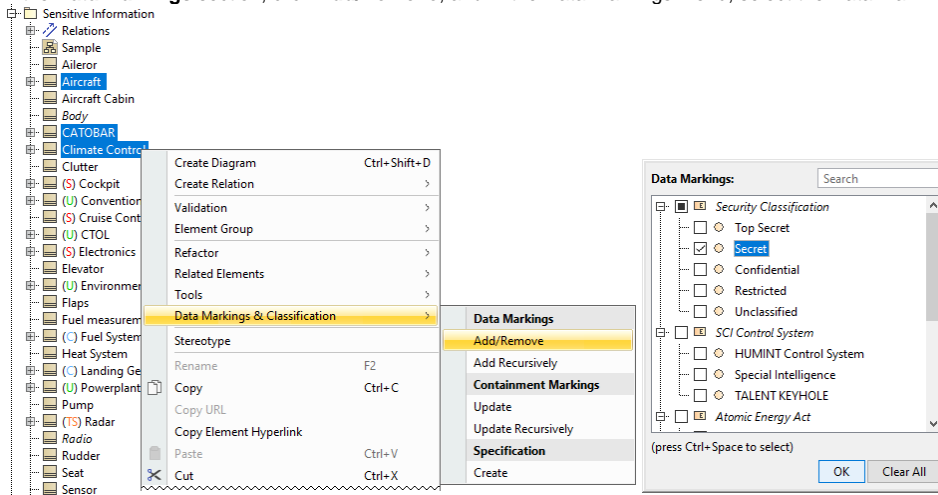 Sensitive Information
Relations
Sample
Aileror
Aircraft
Aircraft Cabin
Body
CATOBAR
Climate Control
Clutter
(S) Cockpit
(U) Convention
(S) Cruise Cont
(U) CTOL
(S) Electronics
Elevator
(U) Environmer
Flaps
Fuel measurem
(C) Fuel System
Heat System
(C) Landing Ge
(U) Powerplant
Pump
(TS) Radar
Radio
Rudder
Seat
Sensor
Create Diagram Ctrl+Shift+D
Create Relation >
Validation >
Element Group >
Refactor >
Related Elements >
Tools >
Data Markings & Classification >
Stereotype
Rename F2
Copy Ctrl+C
Copy URL
Copy Element Hyperlink
Paste Ctrl+V
Cut Ctrl+X
Data Markings
Add/Remove
Add Recursively
Containment Markings
Update
Update Recursively
Specification
Create
Data Markings: Search
E Security Classification
Top Secret
Secret
Confidential
Restricted
Unclassified
E SCI Control System
HUMINT Control System
Special Intelligence
TALENT KEYHOLE
E Atomic Energy Act
(press Ctrl+Space to select)
OK Clear All